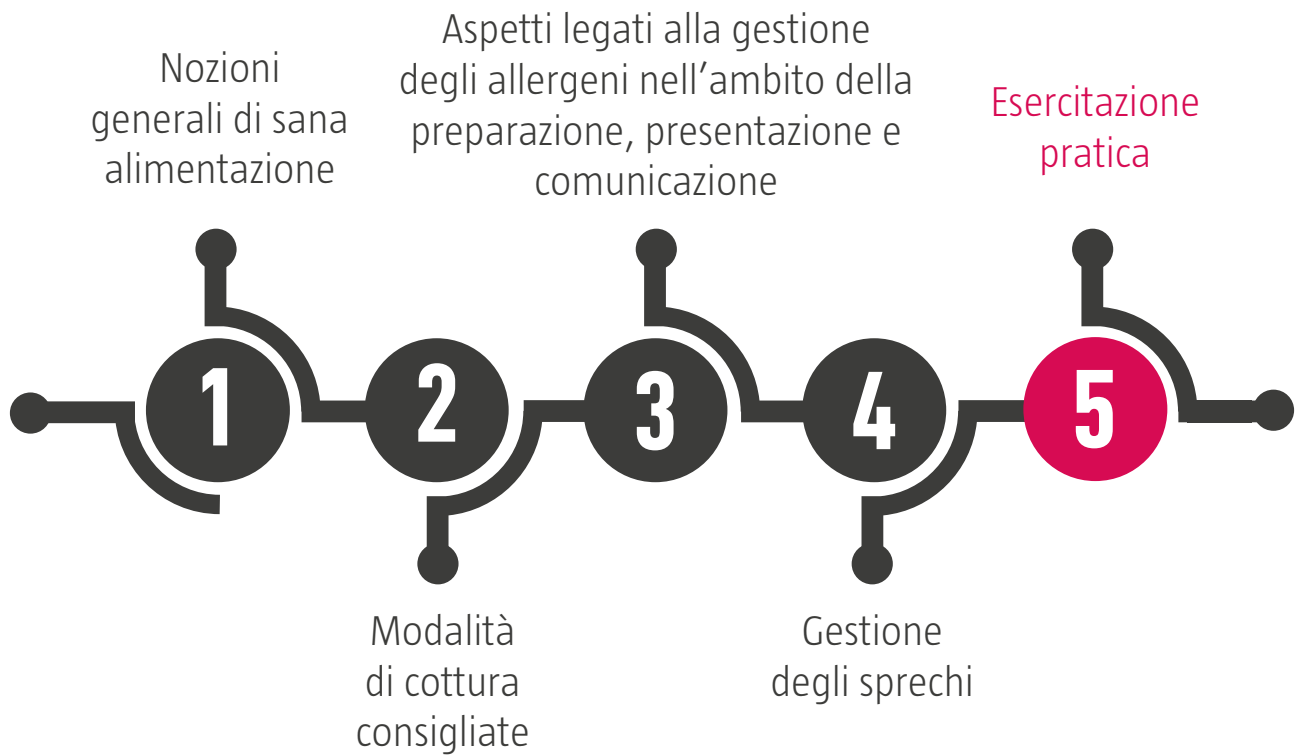 Nozioni
generali di sana
alimentazione
Aspetti legati alla gestione
degli allergeni nell'ambito della
preparazione, presentazione e
comunicazione
Esercitazione
pratica
1
2
3
4
5
Modalità
di cottura
consigliate
Gestione
degli sprechi